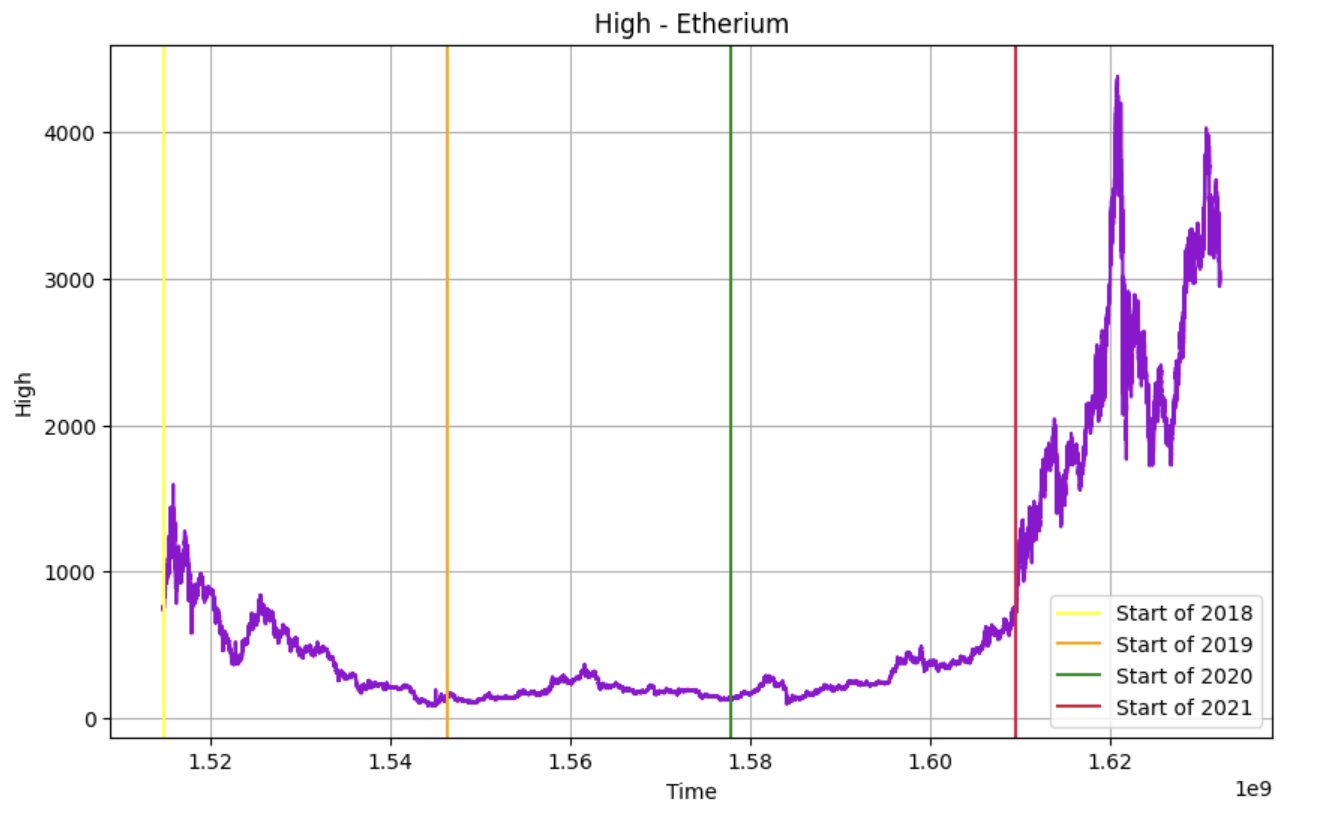 High - Etherium
High
4000
3000
2000
1000
0
Start of 2018
Start of 2019
Start of 2020
Start of 2021
1.52 1.54 1.56 1.58 1.60 1.62
1e9
Time